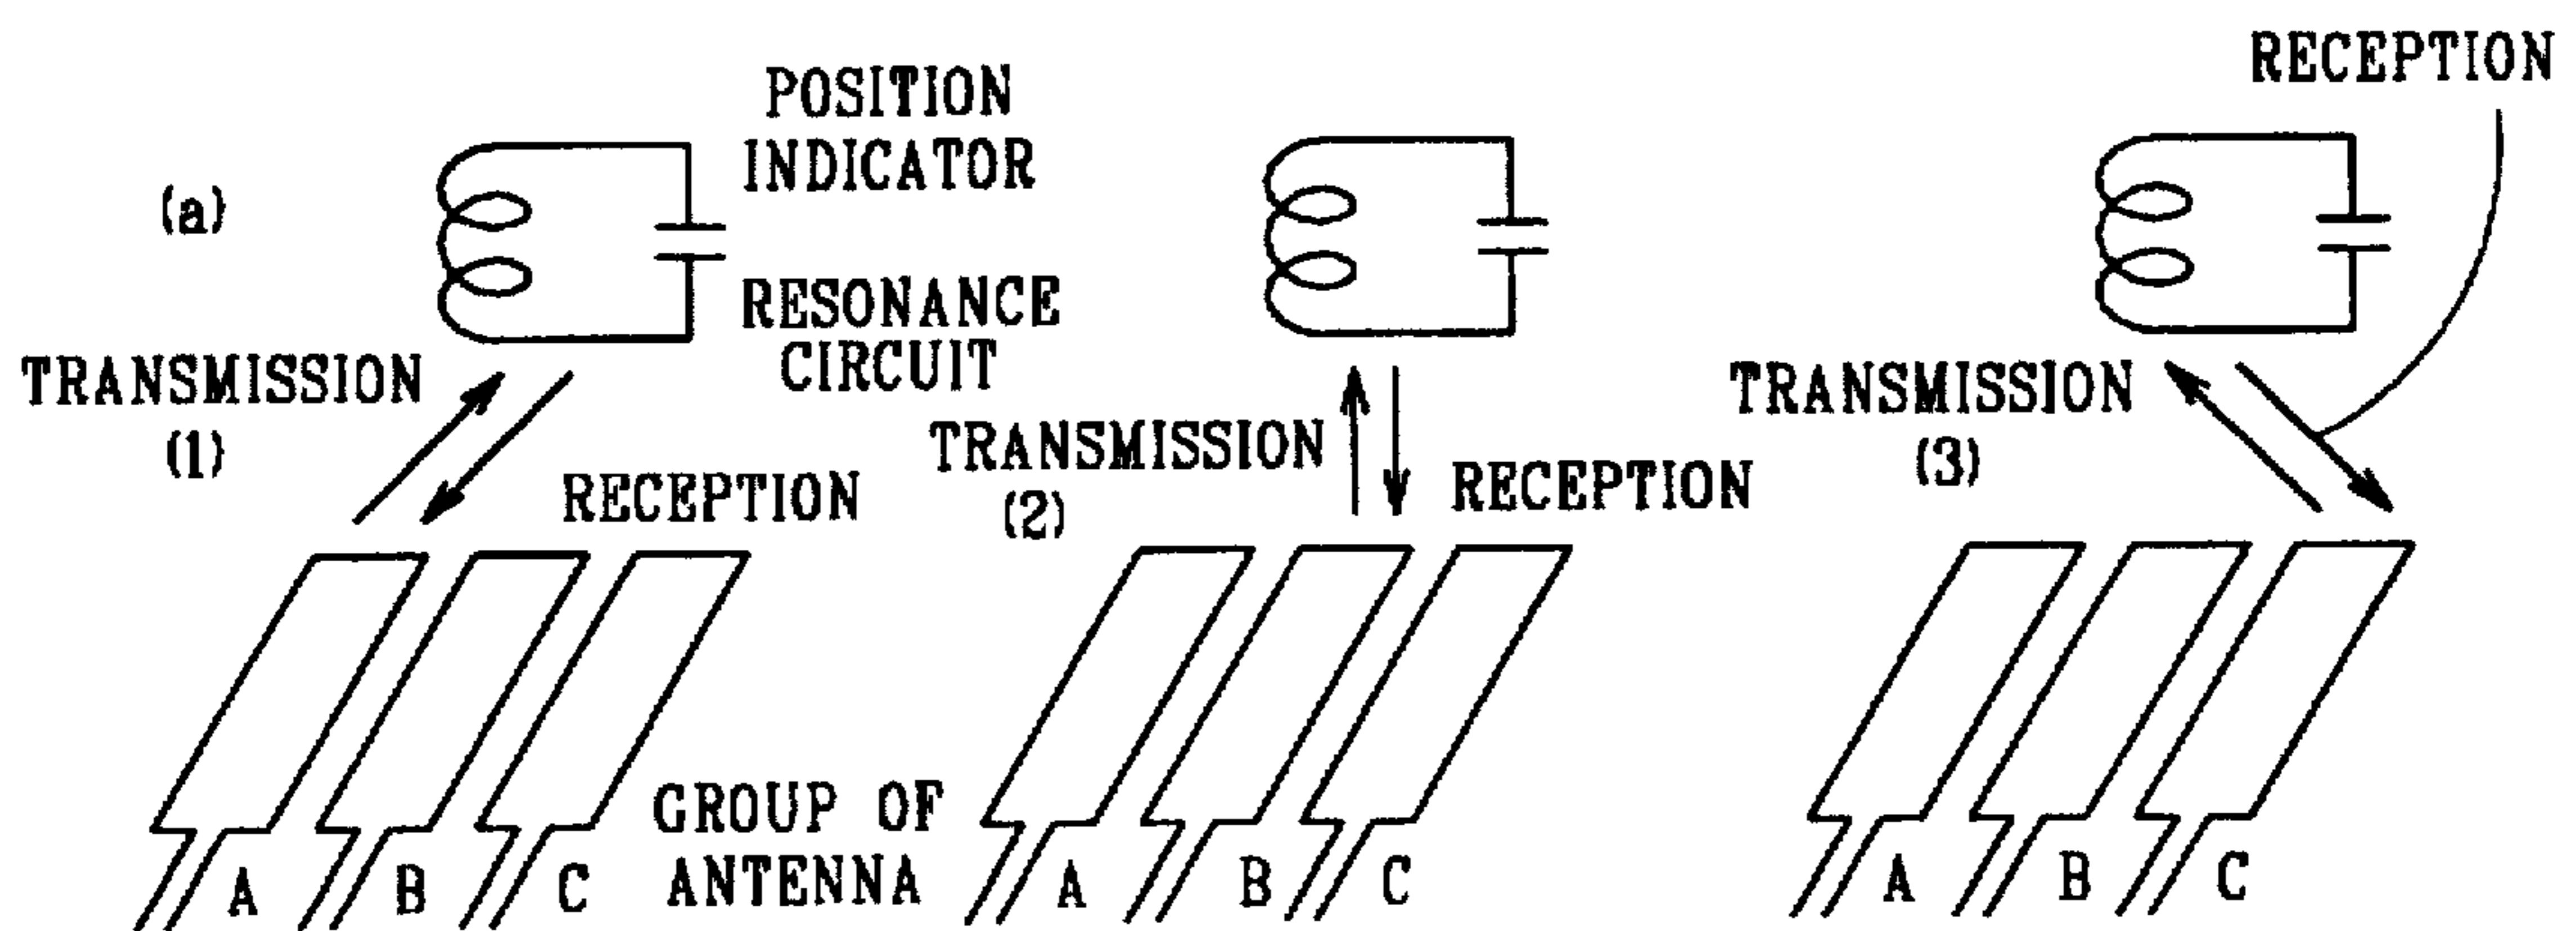 (a)
POSITION
INDICATOR
RESONANCE
CIRCUIT
TRANSMISSION
(1)
RECEPTION
A B C
GROUP OF
ANTENNA
TRANSMISSION
(2)
RECEPTION
A B C
RECEPTION
TRANSMISSION
(3)
A B C